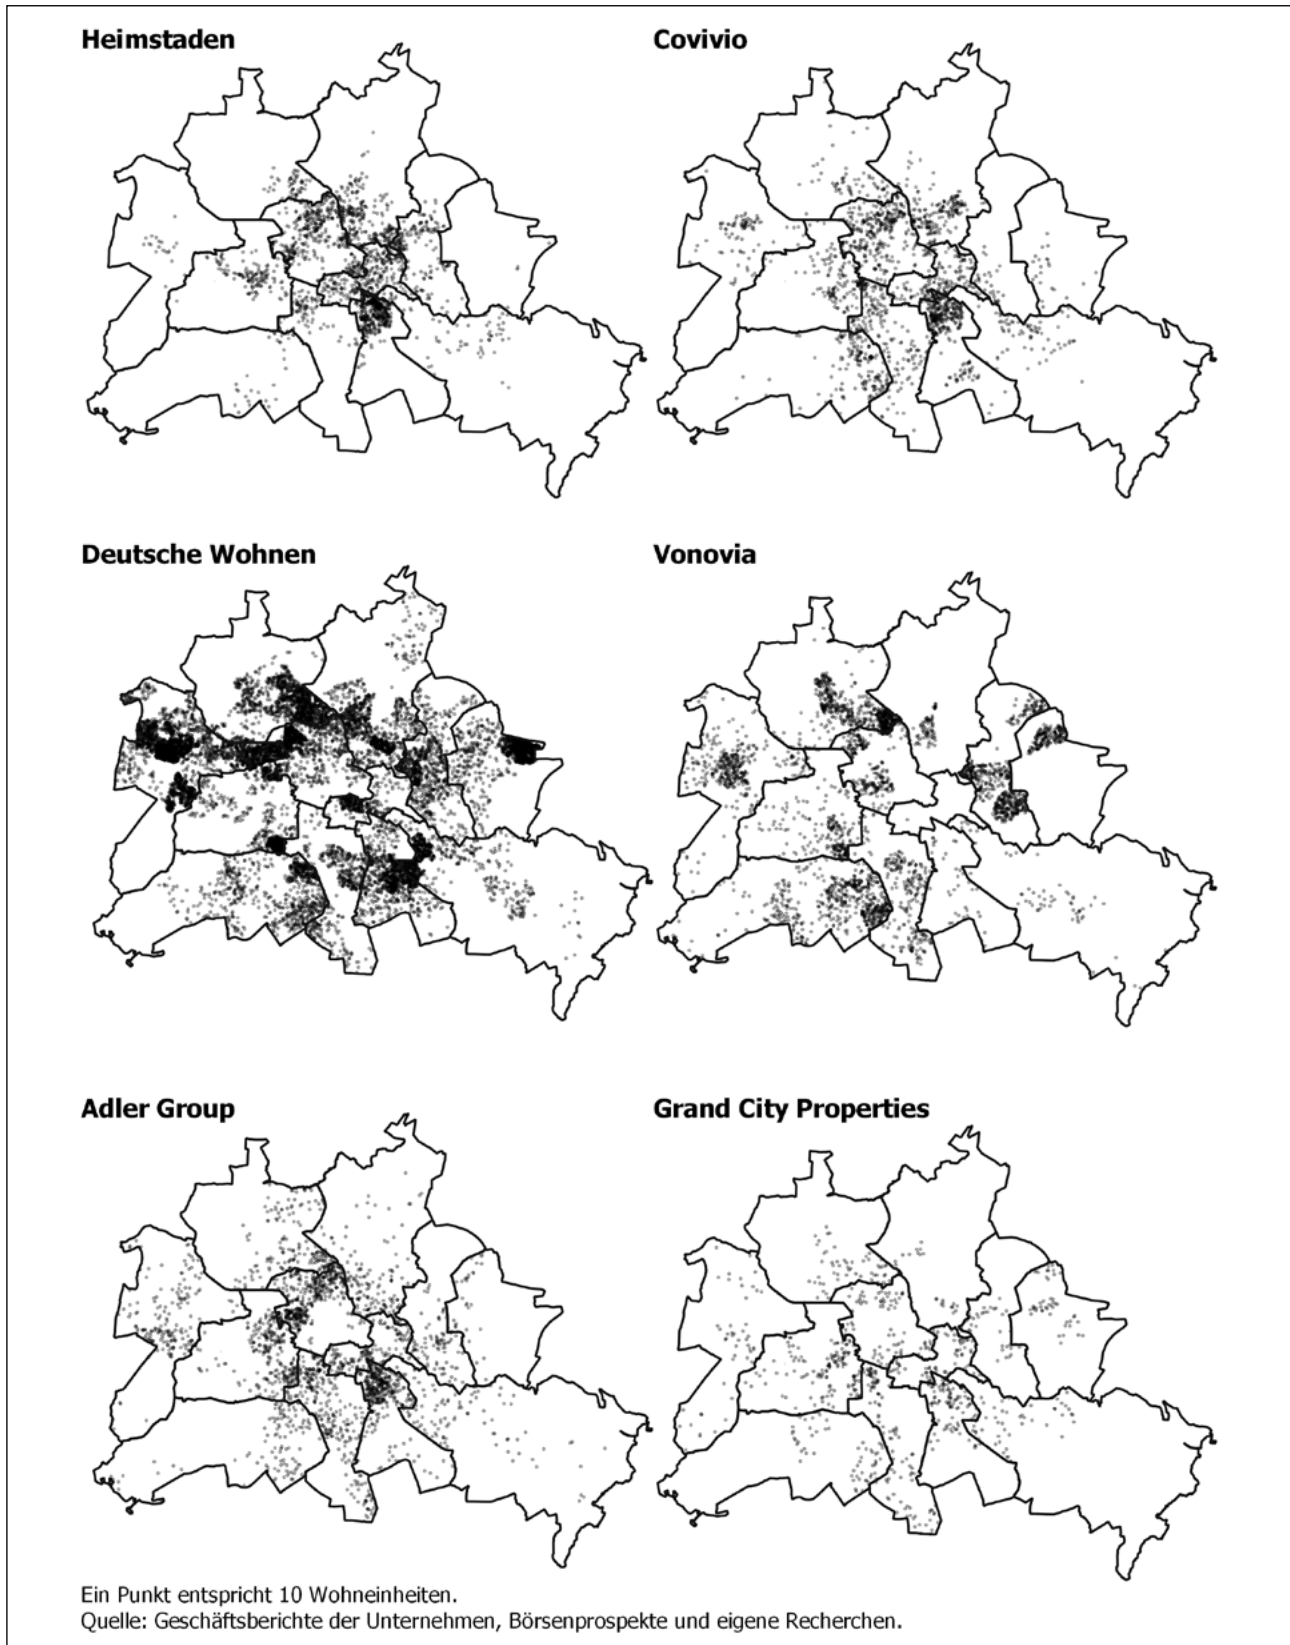 Heimstaden
Covivio
Deutsche Wohnen
Vonovia
Adler Group
Grand City Properties
Ein Punkt entspricht 10 Wohneinheiten.
Quelle: Geschäftsberichte der Unternehmen, Börsenprospekte und eigene Recherchen.